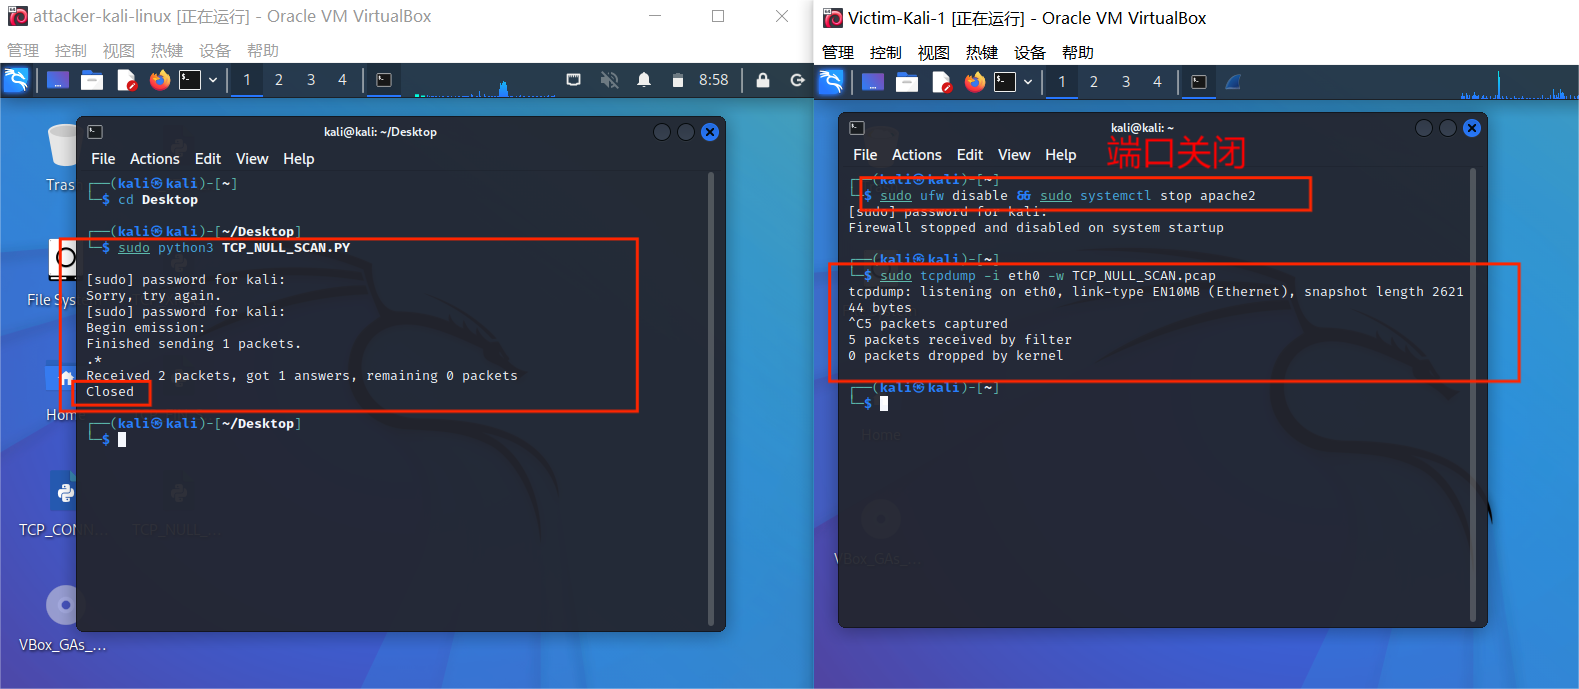 attacker-kali-linux [正在运行] - Oracle VM VirtualBox
管理 控制 视图 热键 设备 帮助
1 2 3 4 8:58
Tras
File Sys
Hom
TCP_CONN...
TCP_NULL_...
VBox_GAs_...
kali@kali: ~/Desktop
File Actions Edit View Help
┌──(kali㉿kali)-[~]
└─$ cd Desktop
┌──(kali㉿kali)-[~/Desktop]
└─$ sudo python3 TCP_NULL_SCAN.PY
[sudo] password for kali:
Sorry, try again.
[sudo] password for kali:
Begin emission:
Finished sending 1 packets.
.*
Received 2 packets, got 1 answers, remaining 0 packets
Closed
┌──(kali㉿kali)-[~/Desktop]
└─$
Victim-Kali-1 [正在运行] - Oracle VM VirtualBox
管理 控制 视图 热键 设备 帮助
1 2 3 4
kali@kali: ~
File Actions Edit View Help
端口关闭
┌──(kali㉿kali)-[~]
└─$ sudo ufw disable && sudo systemctl stop apache2
[sudo] password for kali:
Firewall stopped and disabled on system startup
┌──(kali㉿kali)-[~]
└─$ sudo tcpdump -i eth0 -w TCP_NULL_SCAN.pcap
tcpdump: listening on eth0, link-type EN10MB (Ethernet), snapshot length 2621
44 bytes
^C5 packets captured
5 packets received by filter
0 packets dropped by kernel
┌──(kali㉿kali)-[~]
└─$
Home
VBox_GAs_...